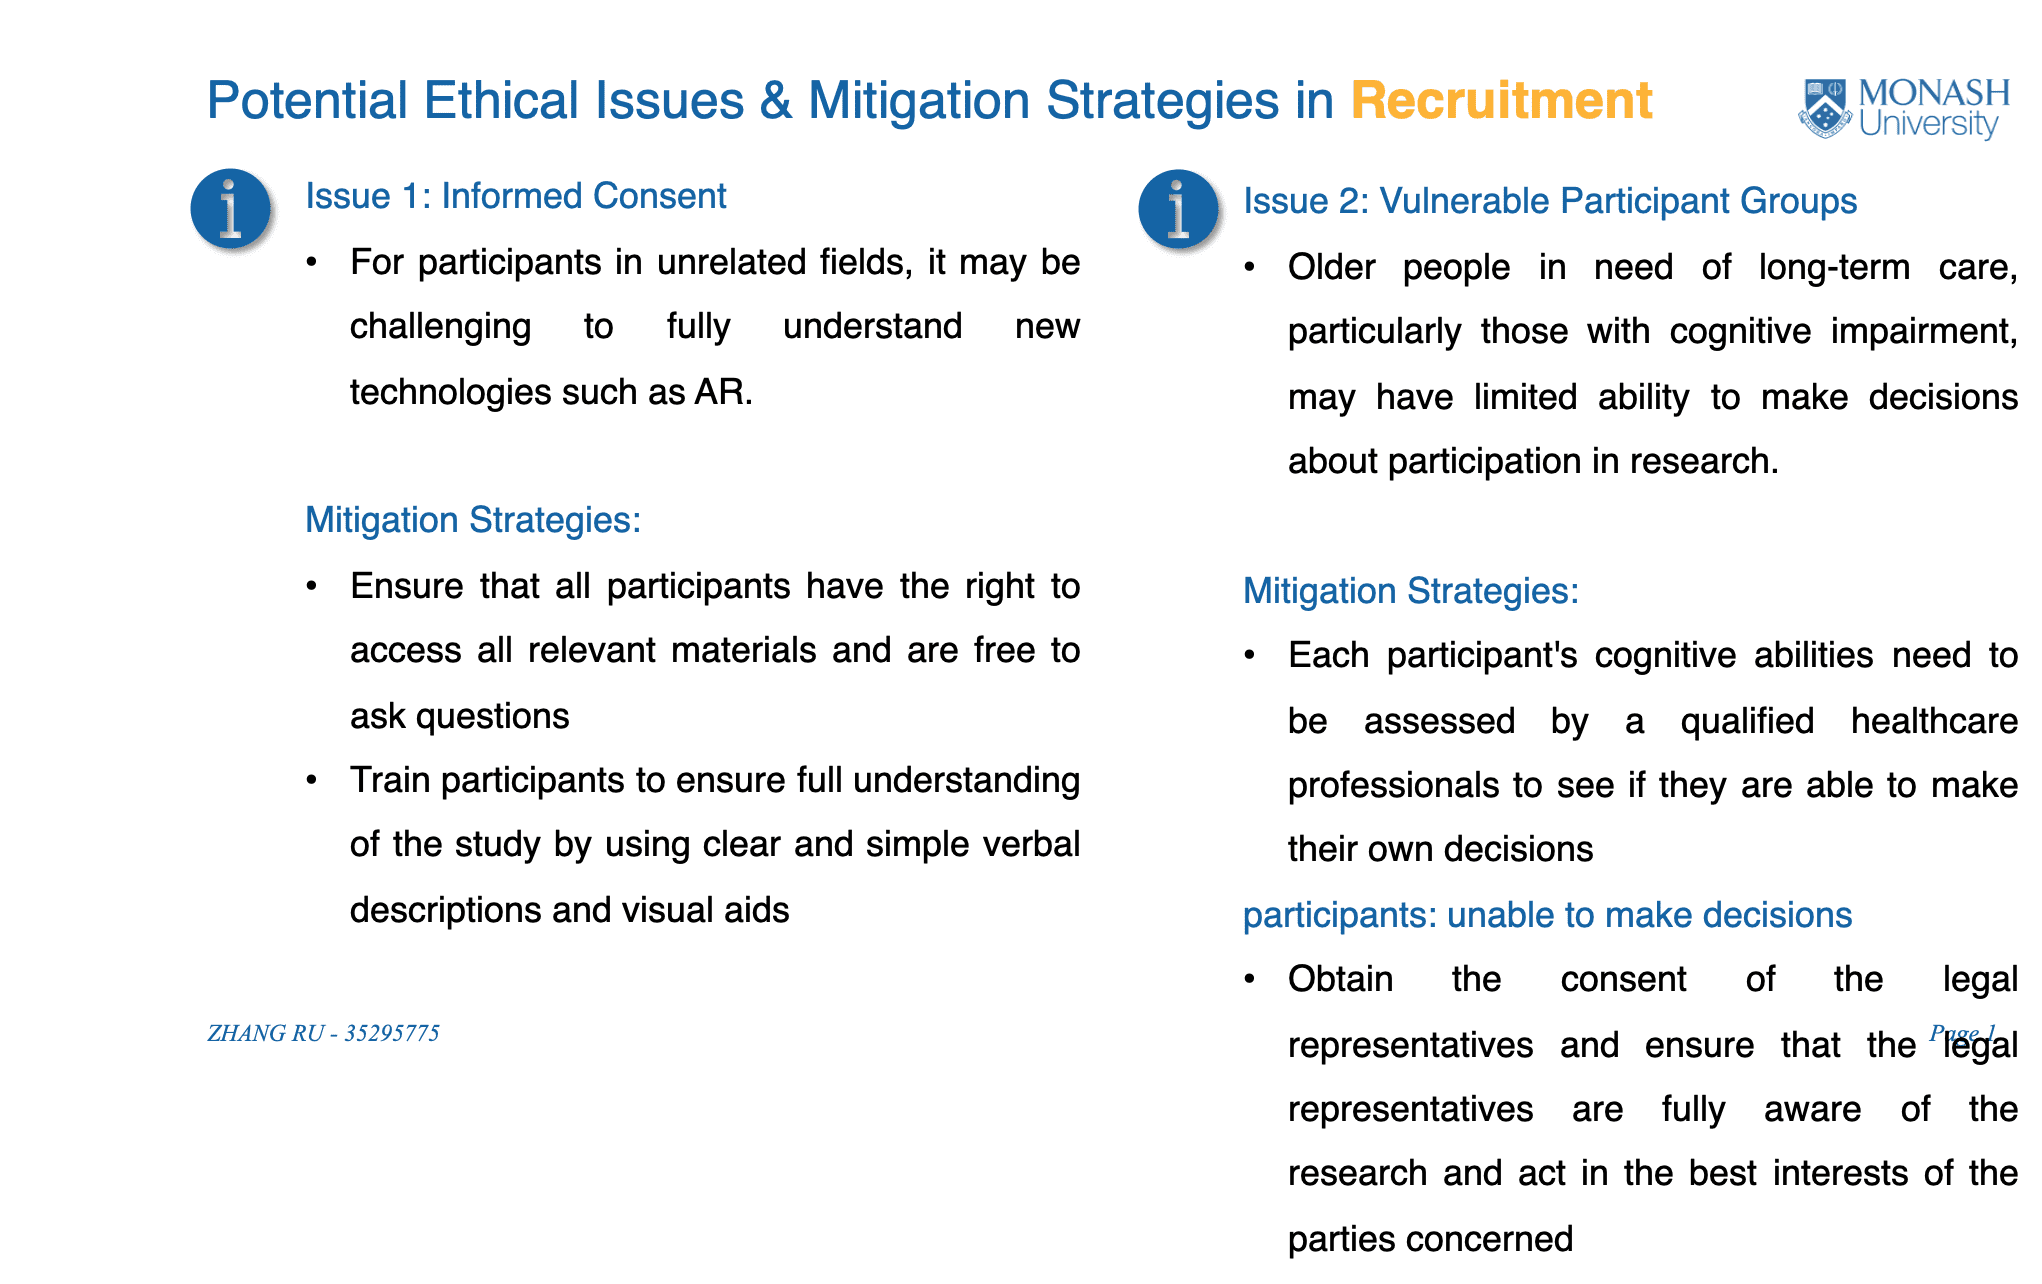 Potential Ethical Issues & Mitigation Strategies in Recruitment
MONASH
University
Issue 1: Informed Consent
• For participants in unrelated fields, it may be
challenging to fully understand new
technologies such as AR.
Mitigation Strategies:
• Ensure that all participants have the right to
access all relevant materials and are free to
ask questions
• Train participants to ensure full understanding
of the study by using clear and simple verbal
descriptions and visual aids
Issue 2: Vulnerable Participant Groups
• Older people in need of long-term care,
particularly those with cognitive impairment,
may have limited ability to make decisions
about participation in research.
Mitigation Strategies:
• Each participant's cognitive abilities need to
be assessed by a qualified healthcare
professionals to see if they are able to make
their own decisions
participants: unable to make decisions
• Obtain the consent of the legal
representatives and ensure that the legal
representatives are fully aware of the
research and act in the best interests of the
parties concerned
ZHANG RU - 35295775
Page 1